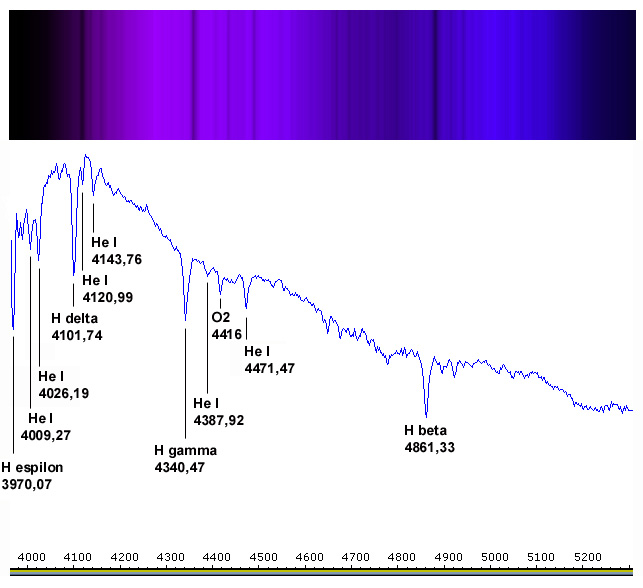 He I
4143,76
He I
4120,99
H delta
4101,74
O2
4416
He I
4471,47
He I
4026,19
He I
4387,92
He I
4009,27
H beta
4861,33
H gamma
4340,47
H espilon
3970,07
4000 4100 4200 4300 4400 4500 4600 4700 4800 4900 5000 5100 5200